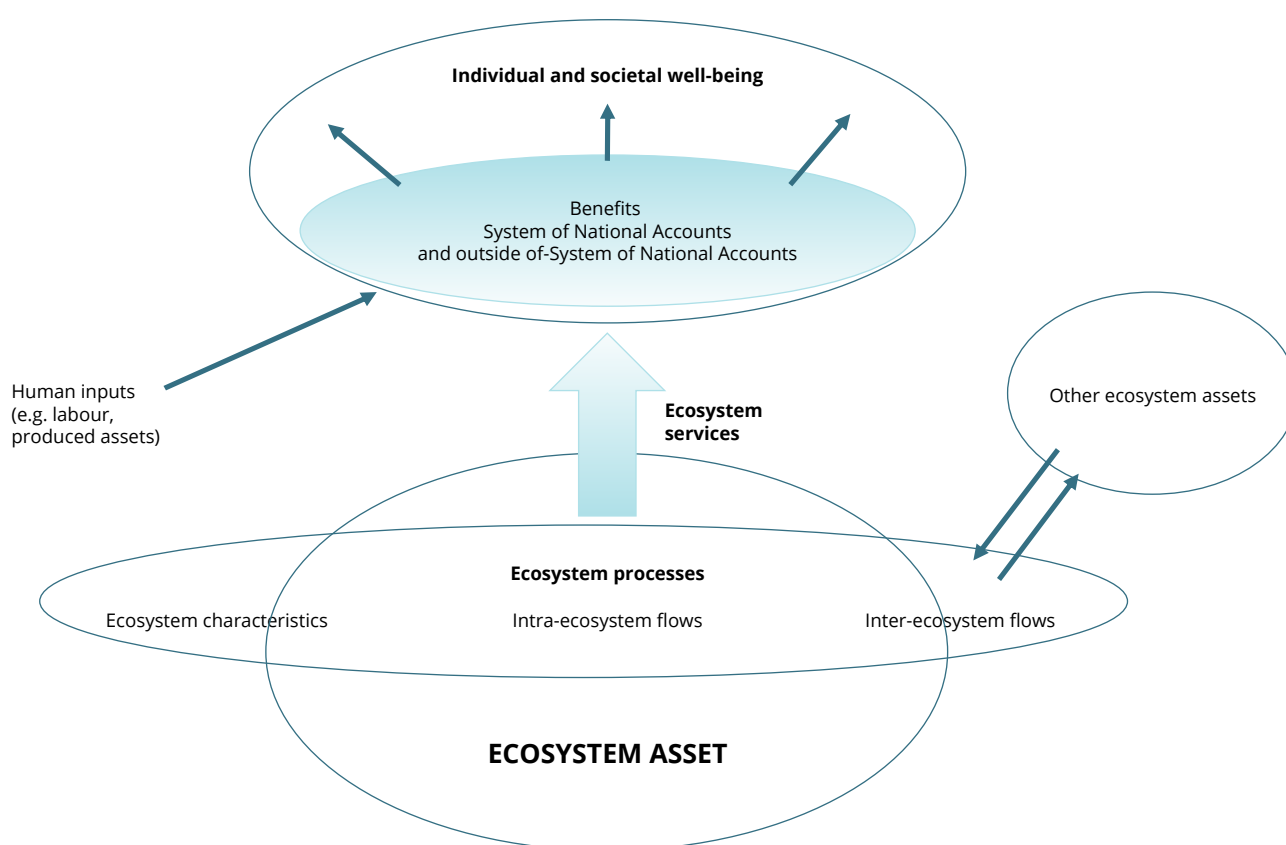 Individual and societal well-being
Benefits
System of National Accounts
and outside of-System of National Accounts
Human inputs
(e.g. labour,
produced assets)
Other ecosystem assets
Ecosystem
services
Ecosystem processes
Ecosystem characteristics
Intra-ecosystem flows
Inter-ecosystem flows
ECOSYSTEM ASSET